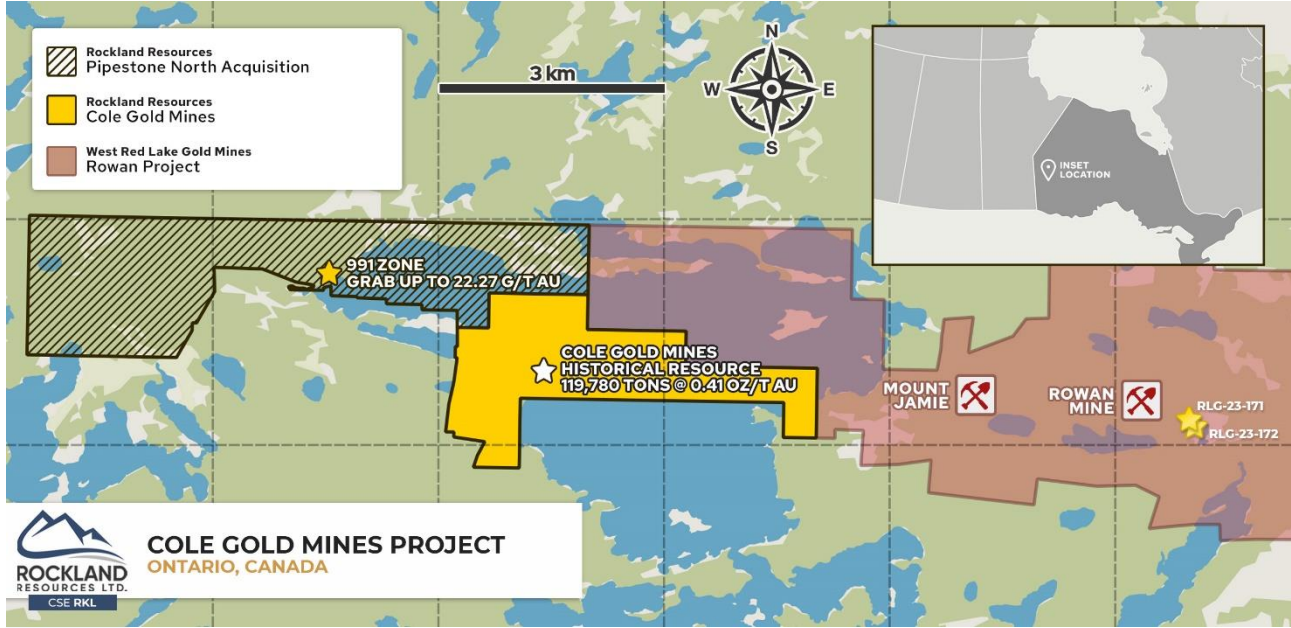 Rockland Resources
Pipestone North Acquisition
Rockland Resources
Cole Gold Mines
West Red Lake Gold Mines
Rowan Project
3 km
N
W
E
S
INSET
LOCATION
991 ZONE
GRAB UP TO 22.27 G/T AU
COLE GOLD MINES
HISTORICAL RESOURCE
119,780 TONS @ 0.41 OZ/T AU
MOUNT
JAMIE
ROWAN
MINE
RLG-23-171
RLG-23-172
ROCKLAND
RESOURCES LTD.
CSE RKL
COLE GOLD MINES PROJECT
ONTARIO, CANADA